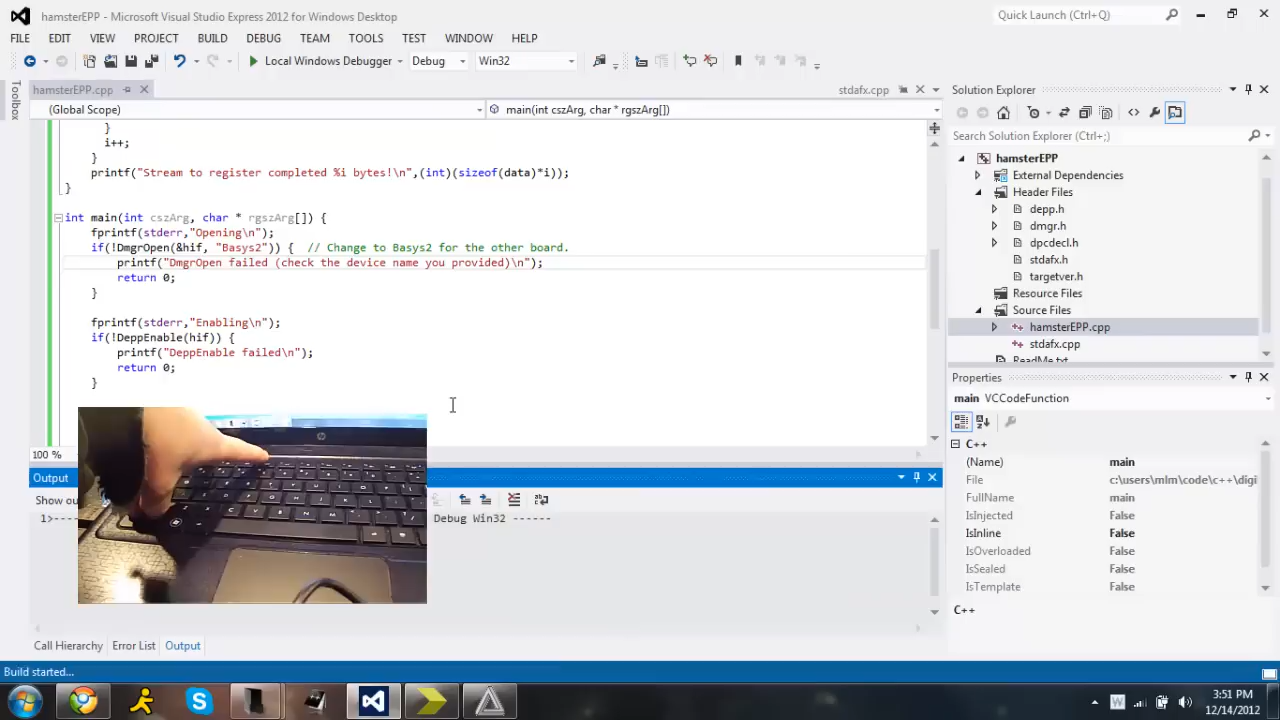 hamsterEPP - Microsoft Visual Studio Express 2012 for Windows Desktop
Quick Launch (Ctrl+Q)
FILE EDIT VIEW PROJECT BUILD DEBUG TEAM TOOLS TEST WINDOW HELP
Local Windows Debugger Debug Win32
Toolbox
hamsterEPP.cpp
stdafx.cpp
(Global Scope)
main(int cszArg, char * rgszArg[])
}
i++;
}
printf("Stream to register completed %i bytes!\n",(int)(sizeof(data)*i));
}
int main(int cszArg, char * rgszArg[]) {
fprintf(stderr,"Opening\n");
if(!DmgrOpen(&hif, "Basys2")) { // Change to Basys2 for the other board.
printf("DmgrOpen failed (check the device name you provided)\n");
return 0;
}
fprintf(stderr,"Enabling\n");
if(!DeppEnable(hif)) {
printf("DeppEnable failed\n");
return 0;
}
100 %
Output
Show ou
1>---- Debug Win32 ------
Call Hierarchy Error List Output
Build started...
Solution Explorer
Search Solution Explorer (Ctrl+;)
hamsterEPP
External Dependencies
Header Files
depp.h
dmgr.h
dpcdecl.h
stdafx.h
targetver.h
Resource Files
Source Files
hamsterEPP.cpp
stdafx.cpp
ReadMe.txt
Properties
main VCCodeFunction
C++
(Name) main
File c:\users\mlm\code\c++\digi
FullName main
IsInjected False
IsInline False
IsOverloaded False
IsSealed False
IsTemplate False
C++
3:51 PM
12/14/2012